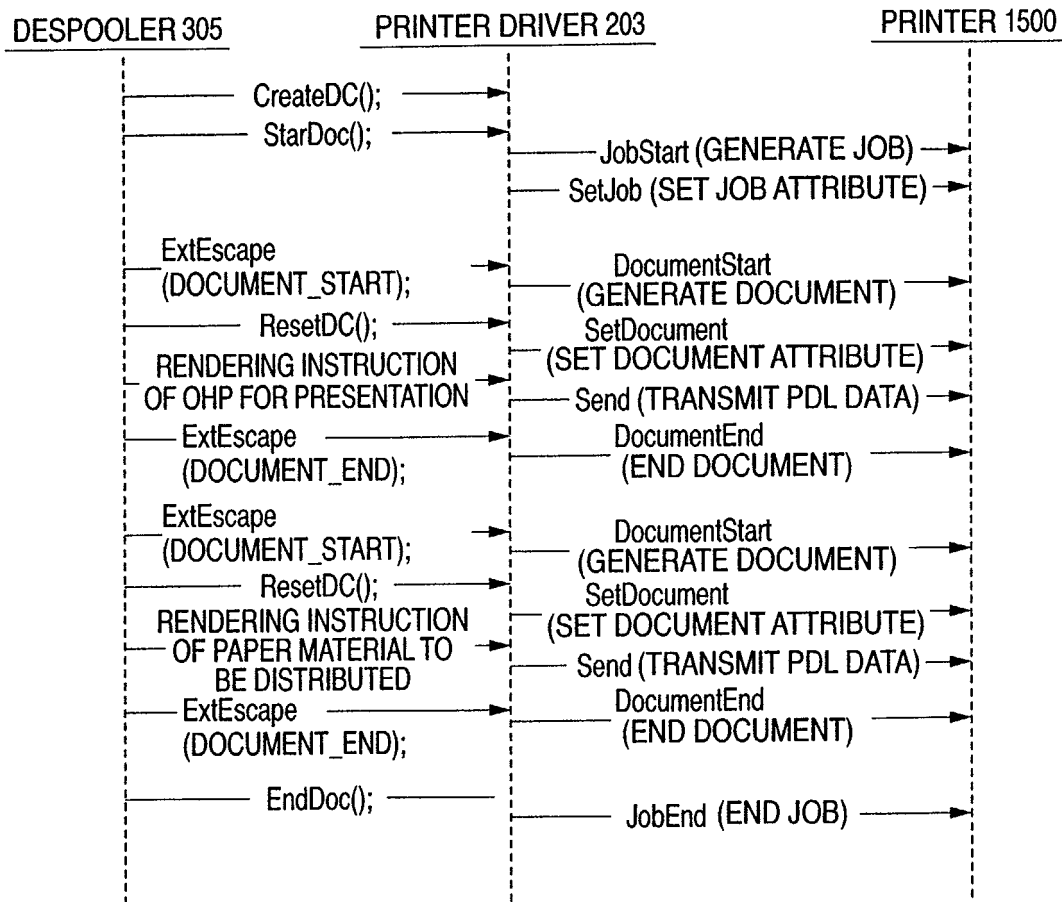 DESPOOLER 305 PRINTER DRIVER 203 PRINTER 1500
CreateDC();
StarDoc();
JobStart (GENERATE JOB)
SetJob (SET JOB ATTRIBUTE)
ExtEscape
(DOCUMENT_START);
DocumentStart
(GENERATE DOCUMENT)
ResetDC();
SetDocument
(SET DOCUMENT ATTRIBUTE)
RENDERING INSTRUCTION
OF OHP FOR PRESENTATION
Send (TRANSMIT PDL DATA)
ExtEscape
(DOCUMENT_END);
DocumentEnd
(END DOCUMENT)
ExtEscape
(DOCUMENT_START);
DocumentStart
(GENERATE DOCUMENT)
ResetDC();
SetDocument
(SET DOCUMENT ATTRIBUTE)
RENDERING INSTRUCTION
OF PAPER MATERIAL TO
BE DISTRIBUTED
Send (TRANSMIT PDL DATA)
ExtEscape
(DOCUMENT_END);
DocumentEnd
(END DOCUMENT)
EndDoc();
JobEnd (END JOB)